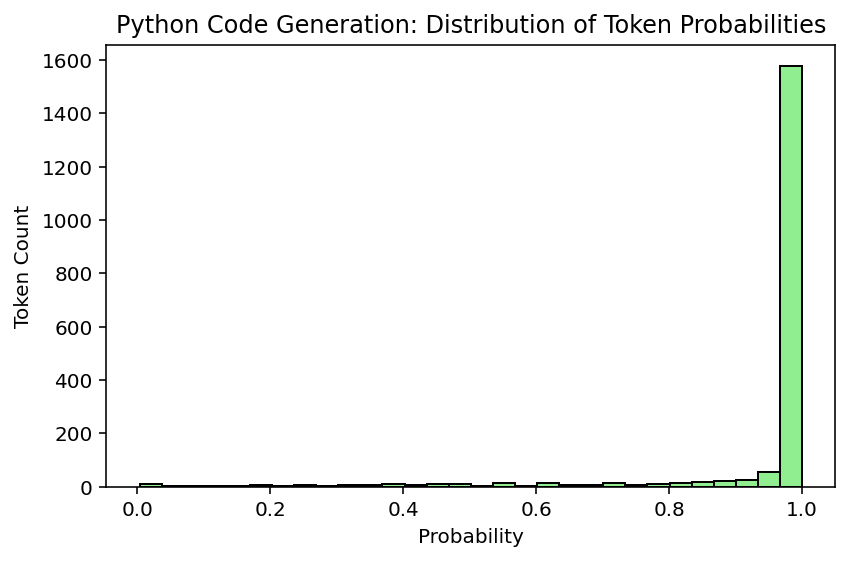 Python Code Generation: Distribution of Token Probabilities
1600
1400
1200
1000
800
600
400
200
0
Token Count
0.0 0.2 0.4 0.6 0.8 1.0
Probability